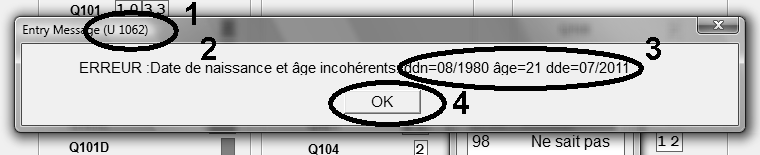 Q101 1 0 3 3 1
Entry Message (U 1062)
2 3
ERREUR :Date de naissance et âge incohérents: ddn=08/1980 âge=21 dde=07/2011
OK 4
Q101D Q104 2 98 Ne sait pas 1 2